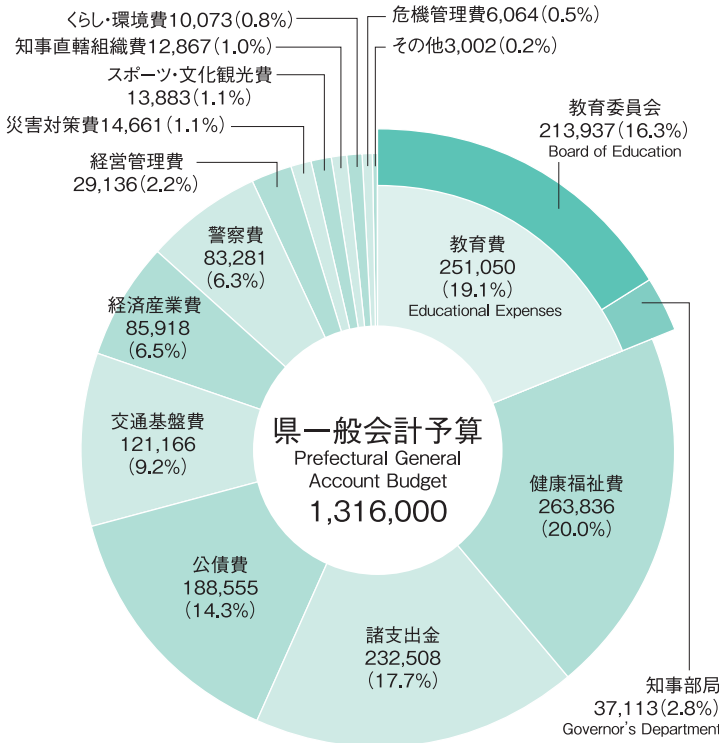 くらし・環境費10,073(0.8%)
危機管理費6,064(0.5%)
知事直轄組織費12,867(1.0%)
その他3,002(0.2%)
スポーツ・文化観光費
13,883(1.1%)
災害対策費14,661(1.1%)
経営管理費
29,136(2.2%)
教育委員会
213,937(16.3%)
Board of Education
警察費
83,281
(6.3%)
教育費
251,050
(19.1%)
Educational Expenses
経済産業費
85,918
(6.5%)
交通基盤費
121,166
(9.2%)
県一般会計予算
Prefectural General
Account Budget
1,316,000
健康福祉費
263,836
(20.0%)
公債費
188,555
(14.3%)
諸支出金
232,508
(17.7%)
知事部局
37,113(2.8%)
Governor's Department